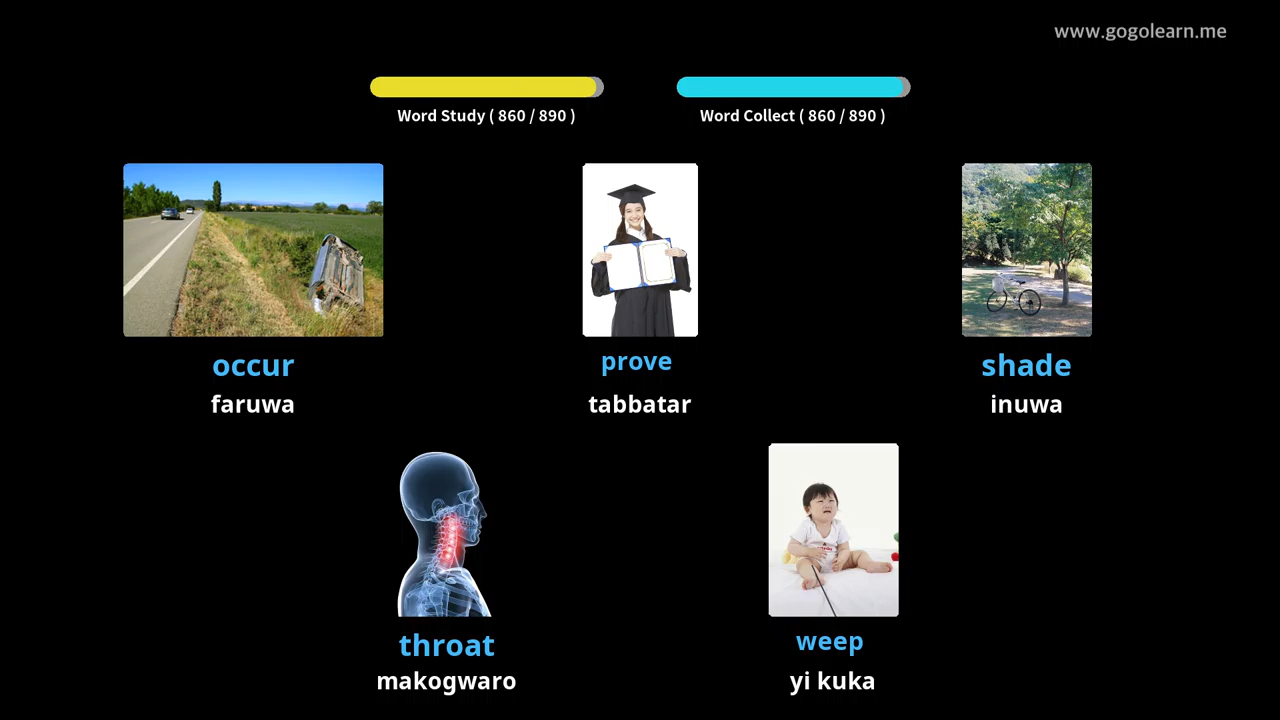 www.gogolearn.me
Word Study ( 860 / 890 )
Word Collect ( 860 / 890 )
occur
faruwa
prove
tabbatar
shade
inuwa
throat
makogwaro
weep
yi kuka